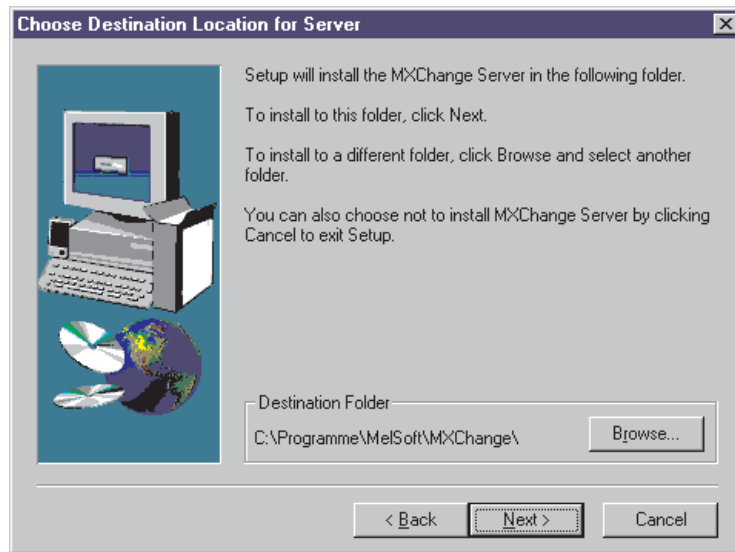 Choose Destination Location for Server
Setup will install the MXChange Server in the following folder.
To install to this folder, click Next.
To install to a different folder, click Browse and select another
folder.
You can also choose not to install MXChange Server by clicking
Cancel to exit Setup.
Destination Folder
C:\Programme\MelSoft\MXChange\
Browse...
< Back
Next >
Cancel